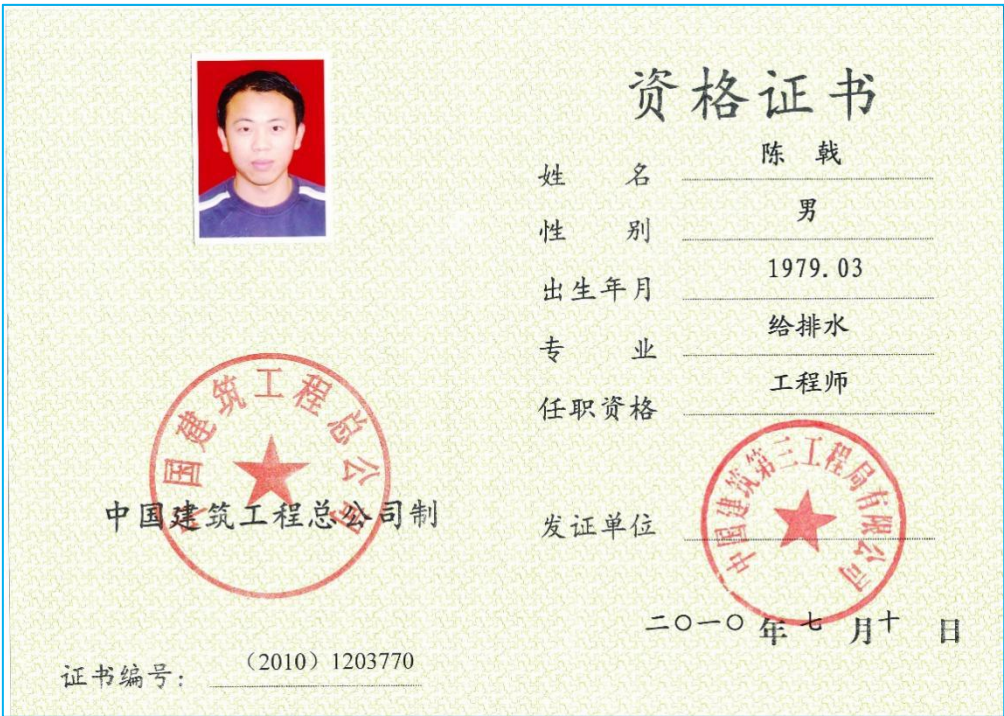 中国建筑工程总公司
中国建筑工程总公司制
证书编号：（2010）1203770
资格证书
姓 名 陈 戟
性 别 男
出生年月 1979.03
专 业 给排水
任职资格 工程师
发证单位
中国建筑第三工程局有限公司
二〇一〇年七月十日